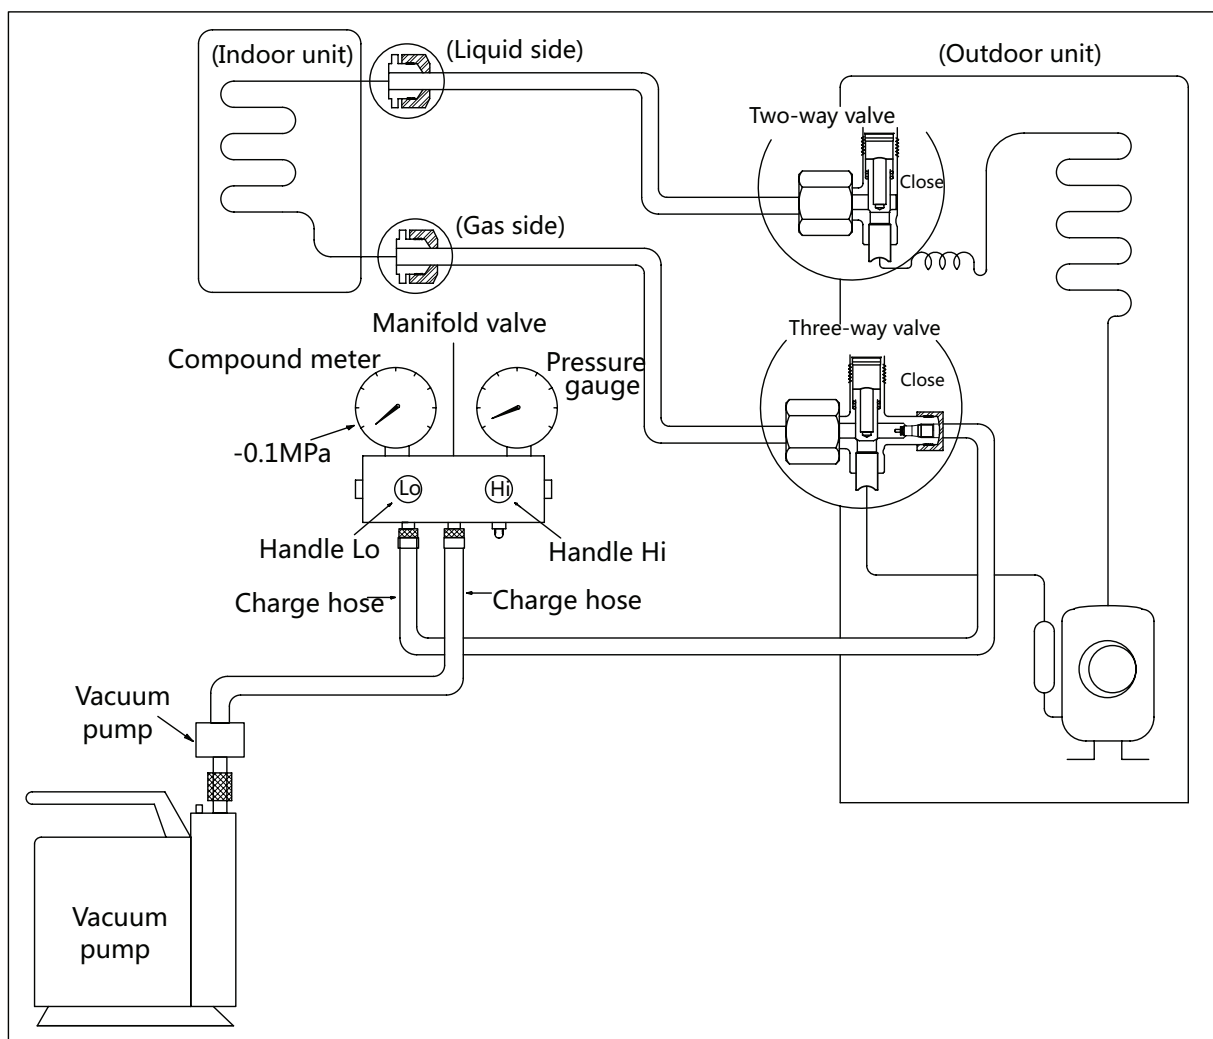 (Indoor unit)
(Liquid side)
(Outdoor unit)
Two-way valve
Close
(Gas side)
Manifold valve
Three-way valve
Compound meter
Pressure
gauge
Close
-0.1MPa
Lo
Hi
Handle Lo
Handle Hi
Charge hose
Charge hose
Vacuum
pump
Vacuum
pump